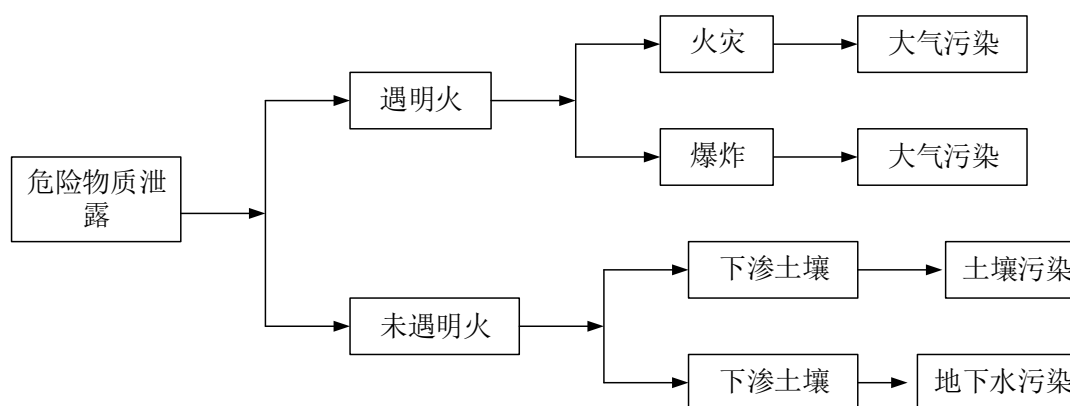 火灾
大气污染
遇明火
爆炸
大气污染
危险物质泄
露
下渗土壤
土壤污染
未遇明火
下渗土壤
地下水污染